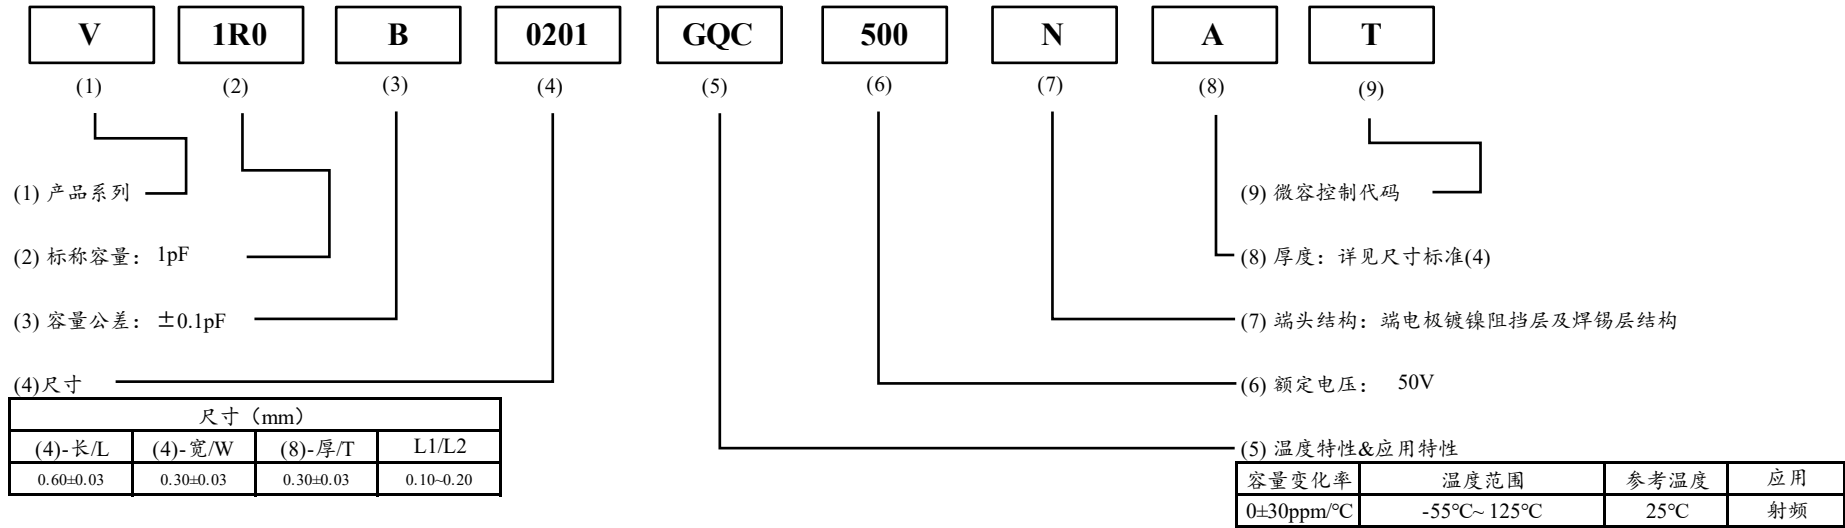 V 1R0 B 0201 GQC 500 N A T
(1) (2) (3) (4) (5) (6) (7) (8) (9)
(1) 产品系列
(9) 微容控制代码
(2) 标称容量： 1pF
(8) 厚度：详见尺寸标准(4)
(3) 容量公差：±0.1pF
(7) 端头结构：端电极镀镍阻挡层及焊锡层结构
(4)尺寸
(6) 额定电压： 50V
尺寸（mm）
(4)-长/L (4)-宽/W (8)-厚/T L1/L2
0.60±0.03 0.30±0.03 0.30±0.03 0.10~0.20
(5) 温度特性&应用特性
容量变化率 温度范围 参考温度 应用
0±30ppm/℃ -55℃~ 125℃ 25℃ 射频